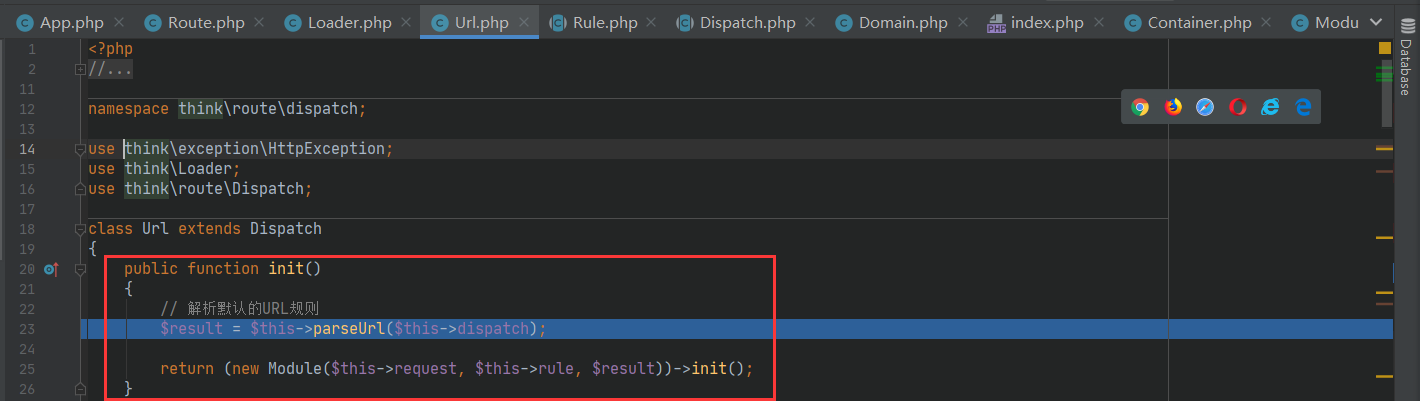 App.php Route.php Loader.php Url.php Rule.php Dispatch.php Domain.php index.php Container.php Modu
Database
1 <?php
2 //...
11
12 namespace think\route\dispatch;
13
14 use think\exception\HttpException;
15 use think\Loader;
16 use think\route\Dispatch;
17
18 class Url extends Dispatch
19 {
20 public function init()
21 {
22 // 解析默认的URL规则
23 $result = $this->parseUrl($this->dispatch);
24
25 return (new Module($this->request, $this->rule, $result))->init();
26 }